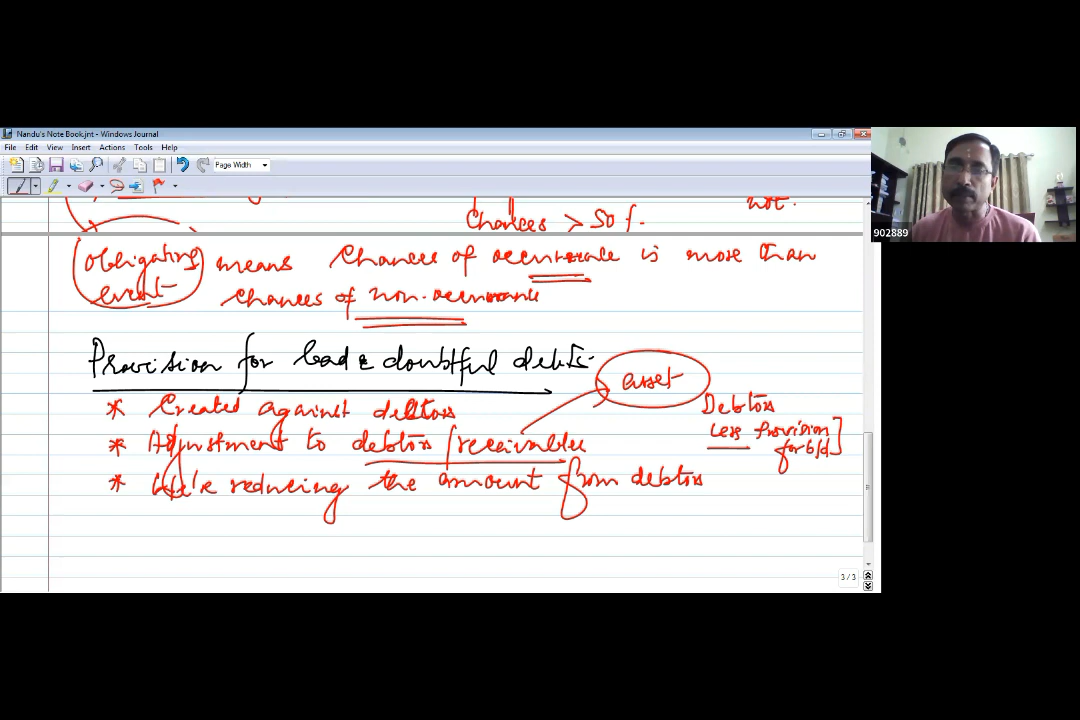 Nandu's Note Book.jnt - Windows Journal
File Edit View Insert Actions Tools Help
Page Width
not.
Chances > 50 %.
Obligating event means Chances of occurrence is more than
chances of non-occurrence
Provision for bad & doubtful debts.
asset
* Created against debtors
Debtors
Less Provision
for b/d
* Adjustment to debtors / receivables
* We're reducing the amount from debtors
3 / 3
902889